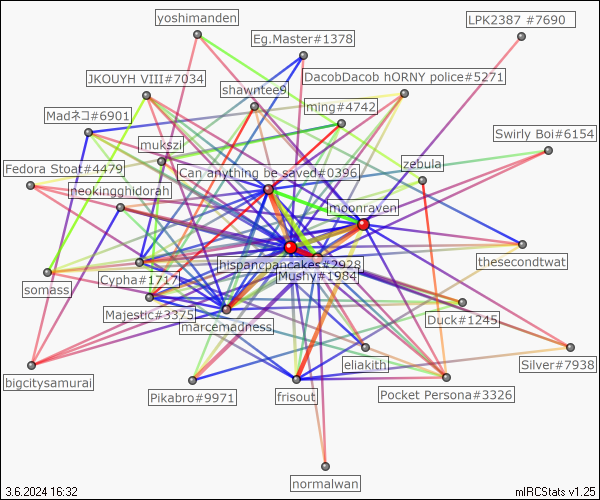 yoshimanden
LPK2387 #7690
Eg.Master#1378
JKOUYH VIII#7034
shawntee9
DacobDacob hORNY police#5271
ming#4742
Madネコ#6901
mukszi
Swirly Boi#6154
Fedora Stoat#4479
Can anything be saved#0396
zebula
neokingghidorah
moonraven
hispancpancakes#2928
thesecondtwat
somass
Cypha#1717
Mushy#1984
Majestic#3375
marcemadness
Duck#1245
bigcitysamurai
eliakith
Silver#7938
Pikabro#9971
frisout
Pocket Persona#3326
normalwan
3.6.2024 16:32
mIRCStats v1.25